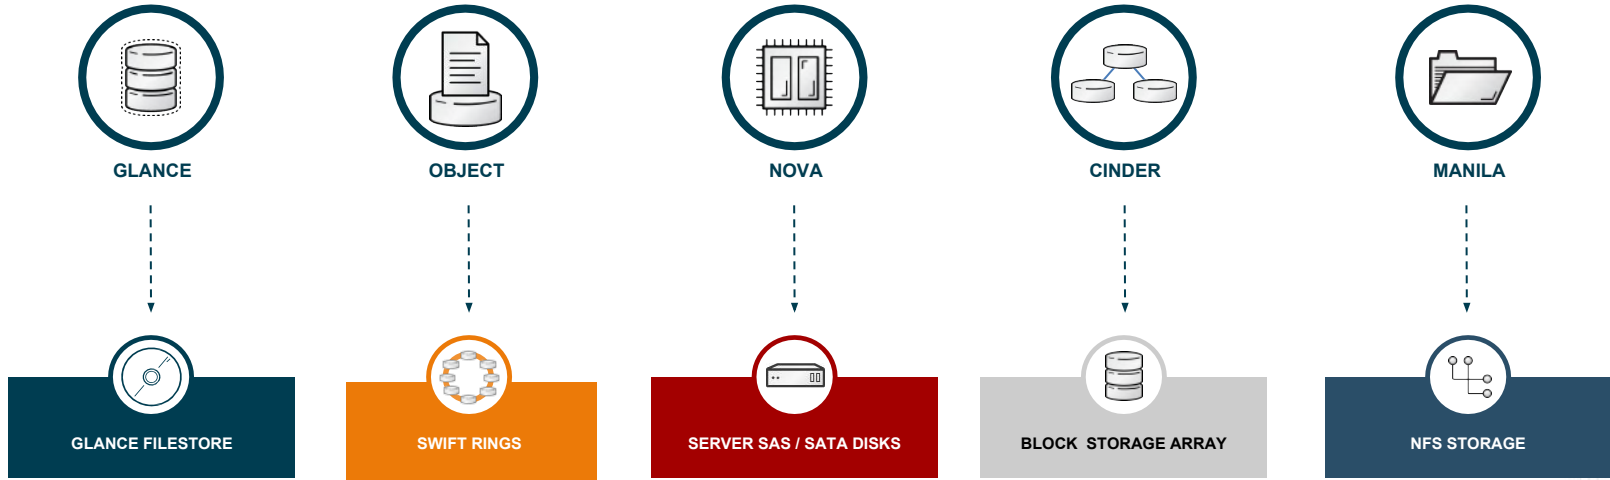 GLANCE
OBJECT
NOVA
CINDER
MANILA
GLANCE FILESTORE
SWIFT RINGS
SERVER SAS / SATA DISKS
BLOCK  STORAGE ARRAY
NFS STORAGE